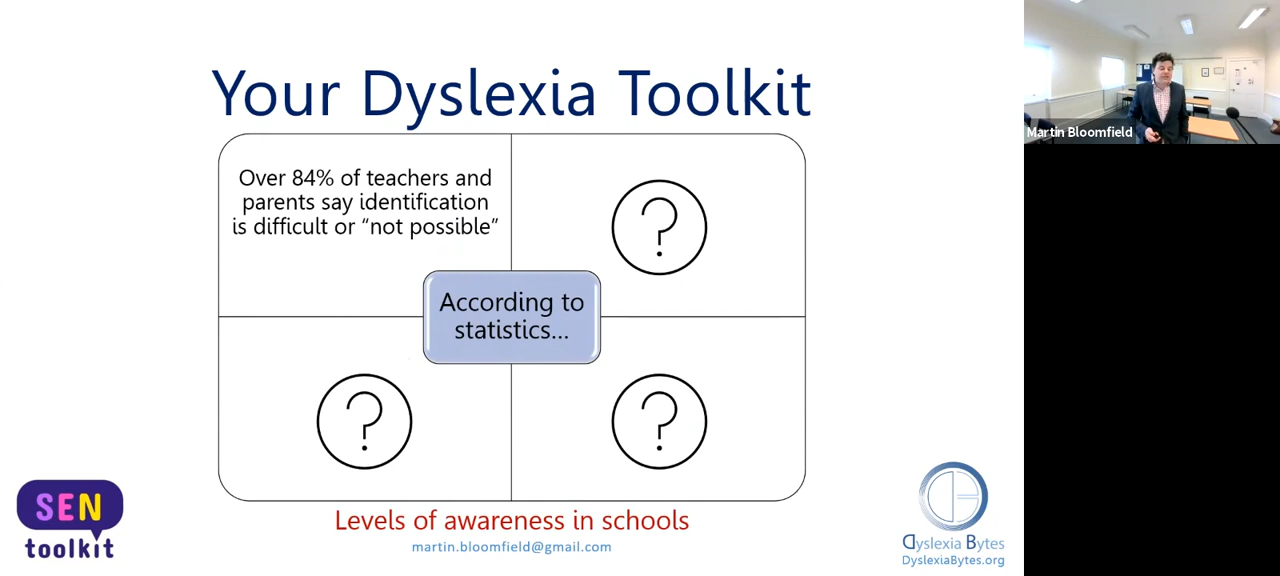 Your Dyslexia Toolkit
Over 84% of teachers and
parents say identification
is difficult or “not possible”
?
According to
statistics...
?
?
Levels of awareness in schools
martin.bloomfield@gmail.com
SEN
toolkit
Dyslexia Bytes
DyslexiaBytes.org
Martin Bloomfield